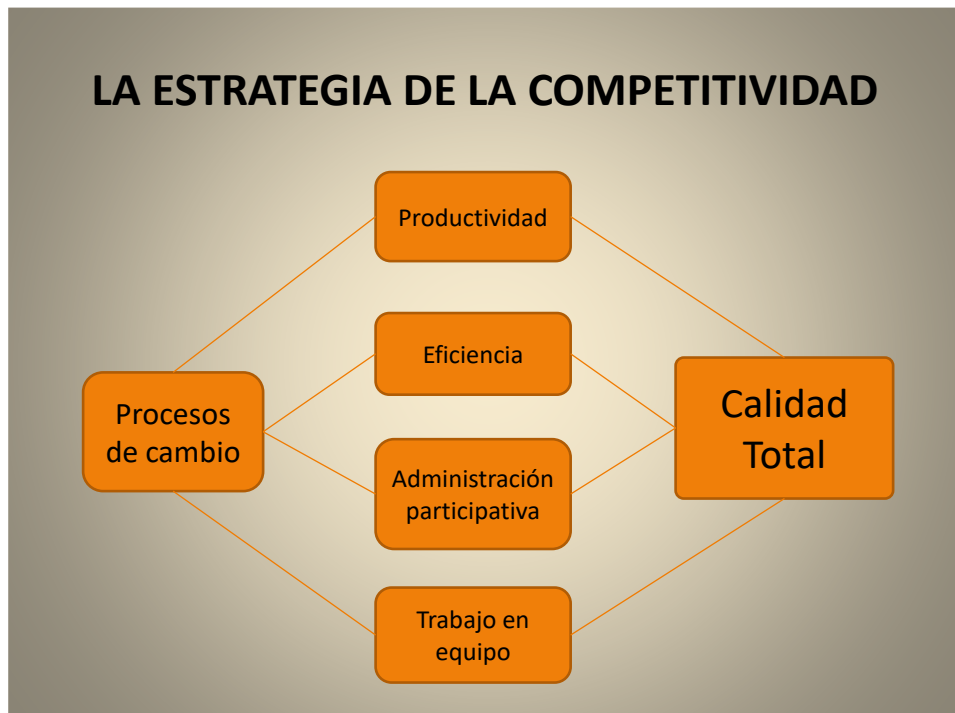 LA ESTRATEGIA DE LA COMPETITIVIDAD
Productividad
Eficiencia
Procesos
de cambio
Calidad
Total
Administración
participativa
Trabajo en
equipo